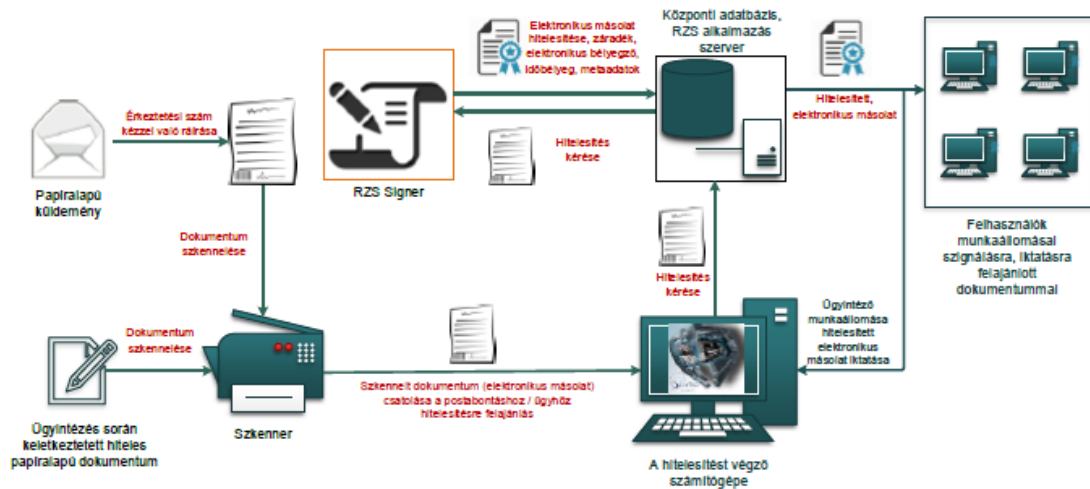 Elektronikus másolat
hitelesítése, záradék,
elektronikus bélyegző,
időbélyeg, metaadatok
Központi adatbázis,
RZS alkalmazás
szerver
Érkeztetési szám
kézzel való ráírása
Hitelesített,
elektronikus másolat
Hitelesítés
kérése
RZS Signer
Papíralapú
küldemény
Felhasználók
munkaállomásai
szignálásra, iktatásra
felajánlott
dokumentummal
Dokumentum
szkennelése
Hitelesítés
kérése
Ügyintéző
munkaállomása
hitelesített
elektronikus
másolat iktatása
Dokumentum
szkennelése
Szkennelt dokumentum (elektronikus másolat)
csatolása a postabontáshoz / ügyhöz
hitelesítésre felajánlás
Szkenner
Ügyintézés során
keletkeztetett hiteles
papíralapú dokumentum
A hitelesítést végző
számítógépe